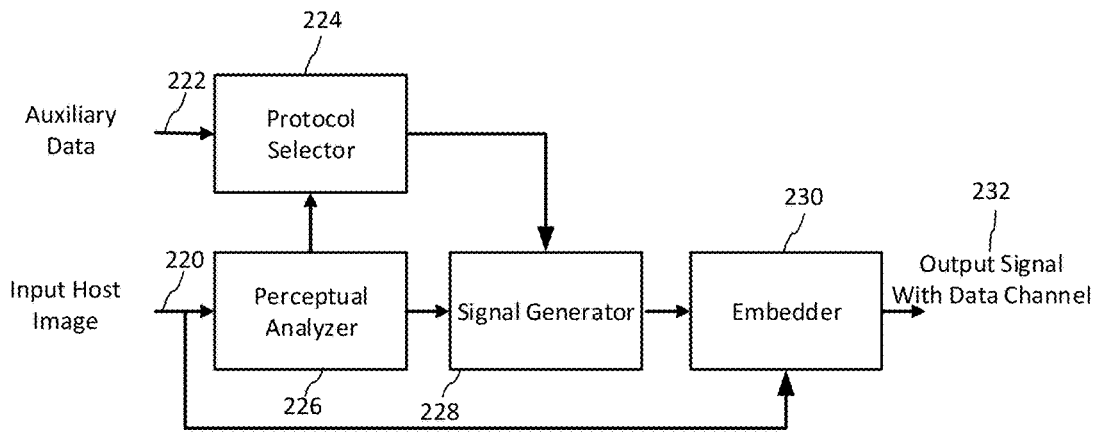 224
222
Auxiliary
Data
Protocol
Selector
230
232
220
Input Host
Image
Perceptual
Analyzer
Signal Generator
Embedder
Output Signal
With Data Channel
226
228